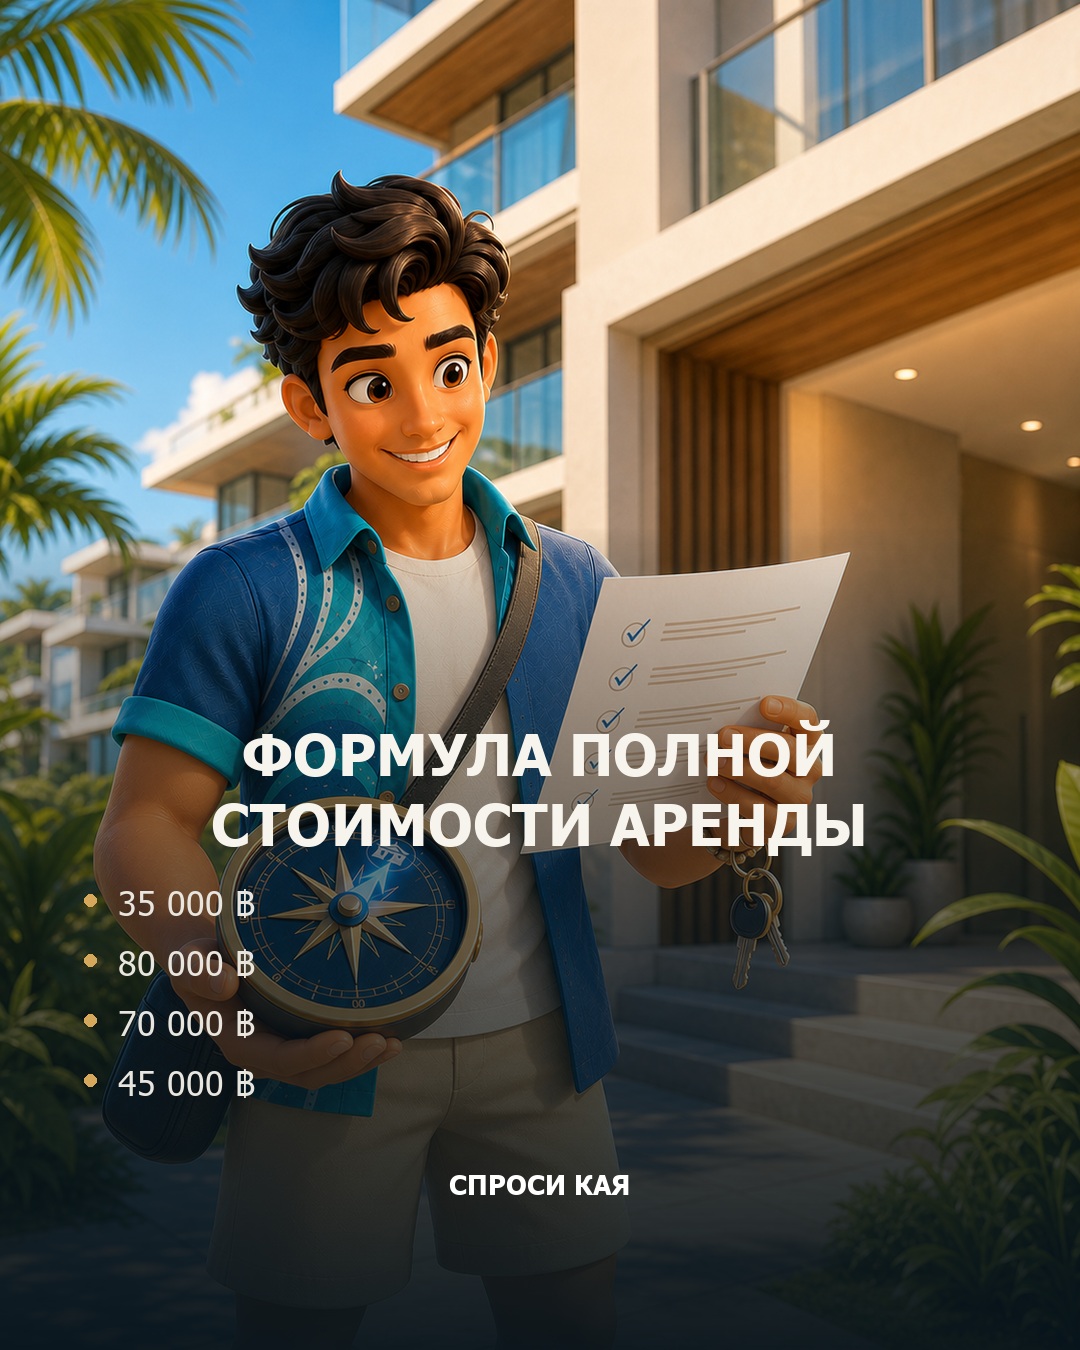 ФОРМУЛА ПОЛНОЙ
СТОИМОСТИ АРЕНДЫ
35 000 ฿
80 000 ฿
70 000 ฿
45 000 ฿
СПРОСИ КАЯ